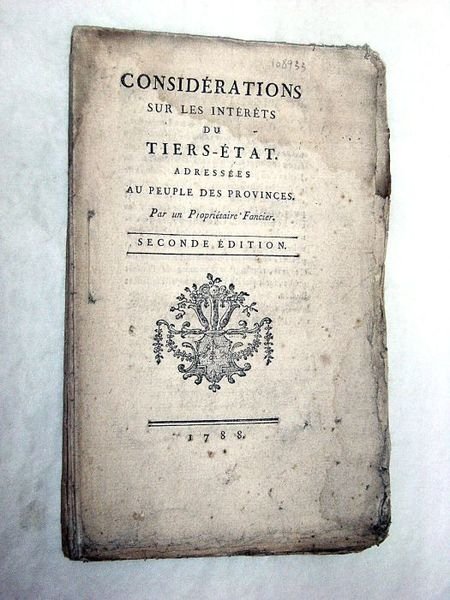 108933
CONSIDÉRATIONS
SUR LES INTÉRÊTS
DU
TIERS-ÉTAT.
ADRESSÉES
AU PEUPLE DES PROVINCES.
Par un Propriétaire Foncier.
SECONDE ÉDITION.
1788.